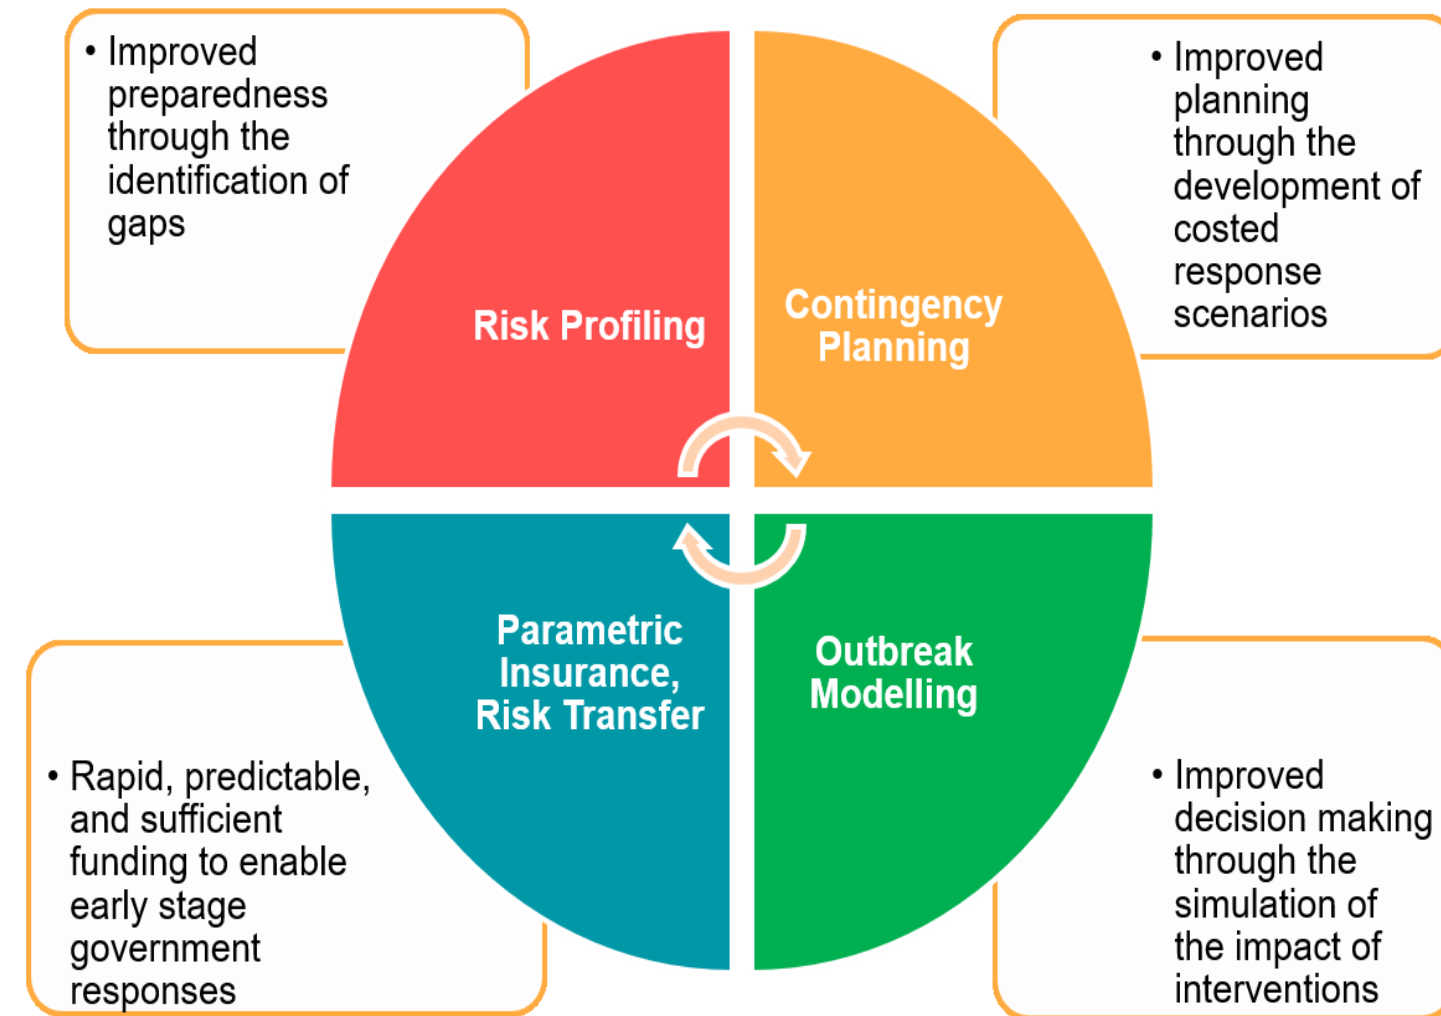 • Improved
preparedness
through the
identification of
gaps
Risk Profiling
Contingency
Planning
• Improved
planning
through the
development of
costed
response
scenarios
Parametric
Insurance,
Risk Transfer
• Rapid, predictable,
and sufficient
funding to enable
early stage
government
responses
Outbreak
Modelling
• Improved
decision making
through the
simulation of
the impact of
interventions